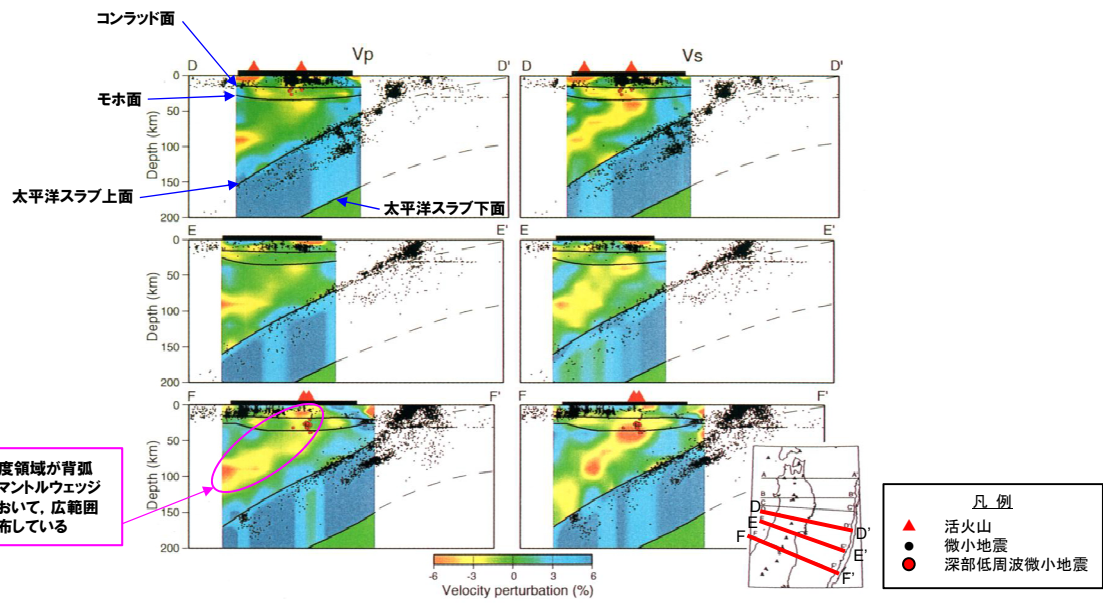 コンラッド面
Vp
Vs
D
D'
D
D'
モホ面
0
50
100
150
200
Depth (km)
太平洋スラブ上面
太平洋スラブ下面
E
E'
E
E'
0
50
100
150
200
Depth (km)
F
F'
F
F'
0
50
100
150
200
Depth (km)
度領域が背弧
マントルウェッジ
おいて，広範囲
布している
-6
-3
0
3
6
Velocity perturbation (%)
A
A'
B
B'
C
C'
D
D'
E
E'
F
F'
凡 例
活火山
微小地震
深部低周波微小地震